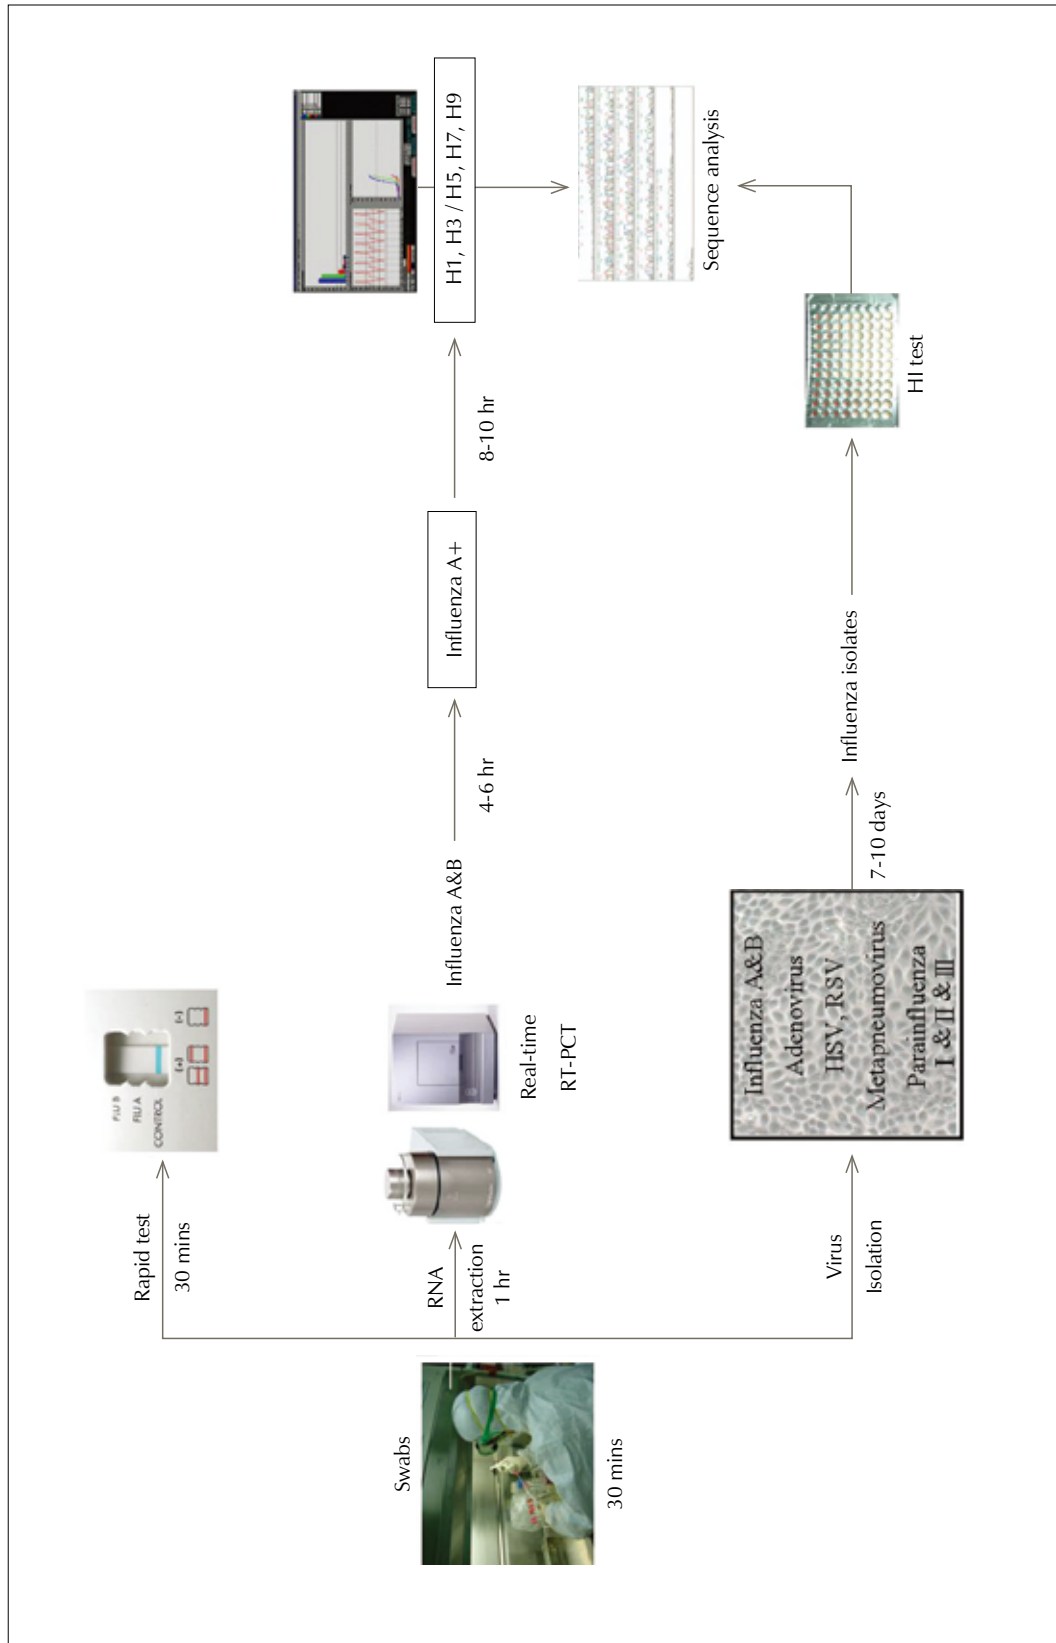 Swabs
30 mins
Rapid test
30 mins
FLU B
FLU A
CONTROL
(+)
(-)
RNA
extraction
1 hr
Real-time
RT-PCT
Influenza A&B
4-6 hr
Influenza A+
8-10 hr
H1, H3 / H5, H7, H9
Sequence analysis
Virus
Isolation
Influenza A&B
Adenovirus
HSV, RSV
Metapneumovirus
Parainfluenza
I & II & III
7-10 days
Influenza isolates
HI test